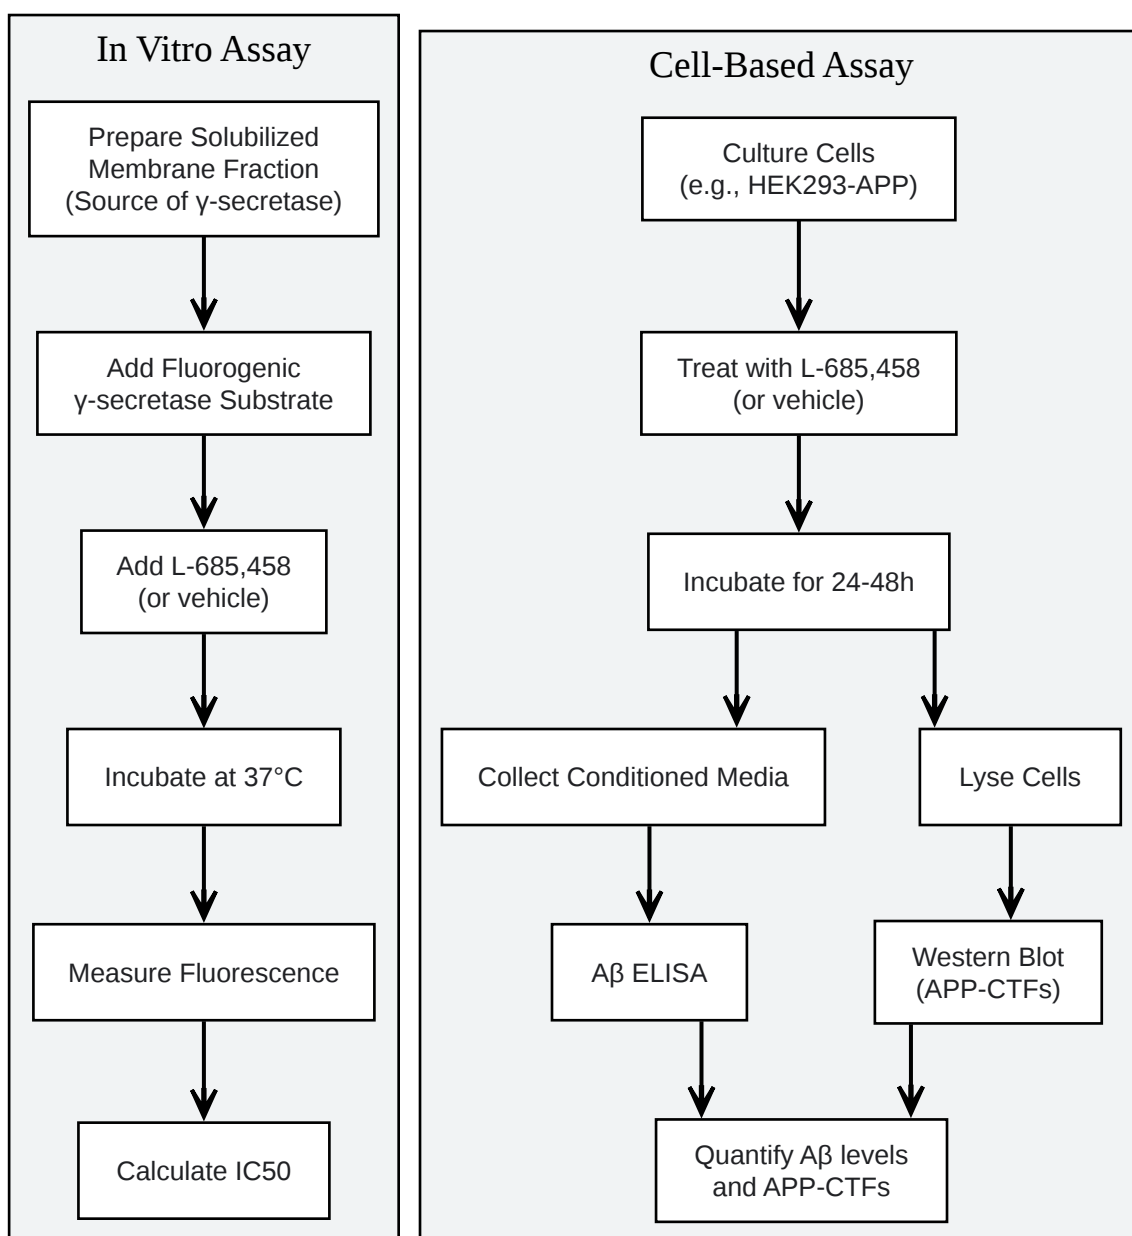 In Vitro Assay
Prepare Solubilized
Membrane Fraction
(Source of γ-secretase)
Add Fluorogenic
γ-secretase Substrate
Add L-685,458
(or vehicle)
Incubate at 37°C
Measure Fluorescence
Calculate IC50
Cell-Based Assay
Culture Cells
(e.g., HEK293-APP)
Treat with L-685,458
(or vehicle)
Incubate for 24-48h
Collect Conditioned Media
Lyse Cells
Aβ ELISA
Western Blot
(APP-CTFs)
Quantify Aβ levels
and APP-CTFs